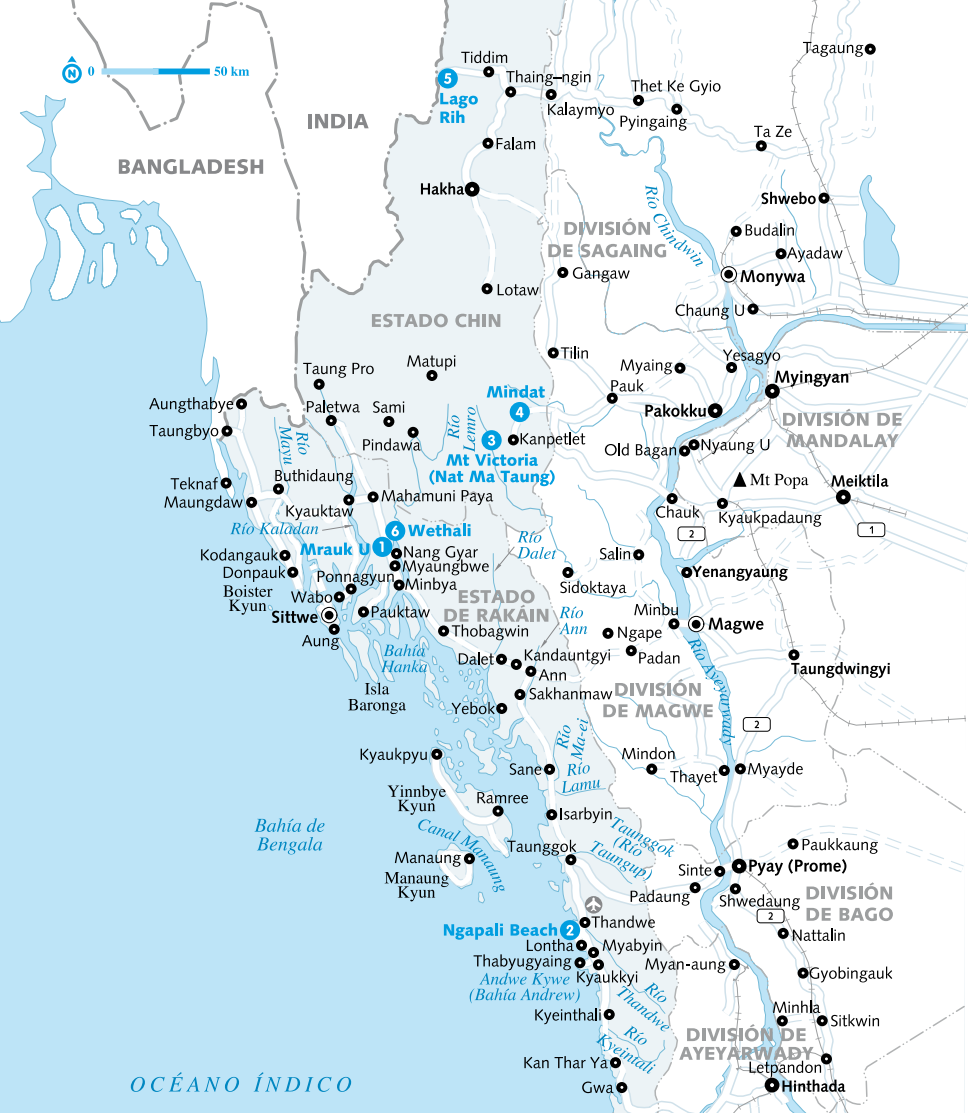 Tagaung
Tiddim
N
0
50 km
5
Thaing–ngin
Thet Ke Gyio
Lago
Rih
Kalaymyo
INDIA
Pyingaing
Ta Ze
Falam
BANGLADESH
Hakha
Río Chindwin
Shwebo
DIVISIÓN
DE SAGAING
Budalin
Ayadaw
Gangaw
Monywa
Lotaw
Chaung U
ESTADO CHIN
Tilin
Yesagyo
Matupi
Myaing
Taung Pro
Myingyan
Mindat
4
Pauk
Aungthabye
Paletwa
Sami
Pakokku
DIVISIÓN DE
MANDALAY
Taungbyo
Río
Mayu
Pindawa
Río
Lemro
3
Kanpetlet
Nyaung U
Old Bagan
Mt Victoria
(Nat Ma Taung)
Buthidaung
Teknaf
Mt Popa
Meiktila
Maungdaw
Kyauktaw
Mahamuni Paya
Chauk
Kyaukpadaung
Río Kaladan
6
Wethali
2
1
Mrauk U
1
Río
Dalet
Kodangauk
Nang Gyar
Salin
Donpauk
Ponnagyun
Myaungbwe
Sidoktaya
Yenangyaung
Boister
Kyun
Wabo
Minbya
ESTADO
DE RAKÁIN
Sittwe
Pauktaw
Río
Ann
Minbu
Magwe
Aung
Thobagwin
Ngape
Bahía
Hanka
Dalet
Kandauntgyi
Padan
Río Ayeyarwady
Taungdwingyi
Ann
Isla
Baronga
Sakhanmaw
DIVISIÓN
DE MAGWE
Yebok
2
Río
Ma-ei
Kyaukpyu
Mindon
Sane
Río
Lamu
Thayet
Myayde
Yinnbye
Kyun
Ramree
Isarbyin
Bahía de
Bengala
Canal Manaung
Taunggok
(Río
Taungup)
Taunggok
Paukkaung
Manaung
Sinte
Pyay (Prome)
Manaung
Kyun
Padaung
Shwedaung
DIVISIÓN
DE BAGO
2
Thandwe
Ngapali Beach
2
Nattalin
Lontha
Myabyin
Thabyugyaing
Myan-aung
Kyaukkyi
Gyobingauk
Andwe Kywe
(Bahía Andrew)
Río
Thandwe
Kyeinthali
Minhla
Sitkwin
Río
Kyeintali
DIVISIÓN DE
AYEYARWADY
Kan Thar Ya
Letpandon
OCÉANO ÍNDICO
Gwa
Hinthada